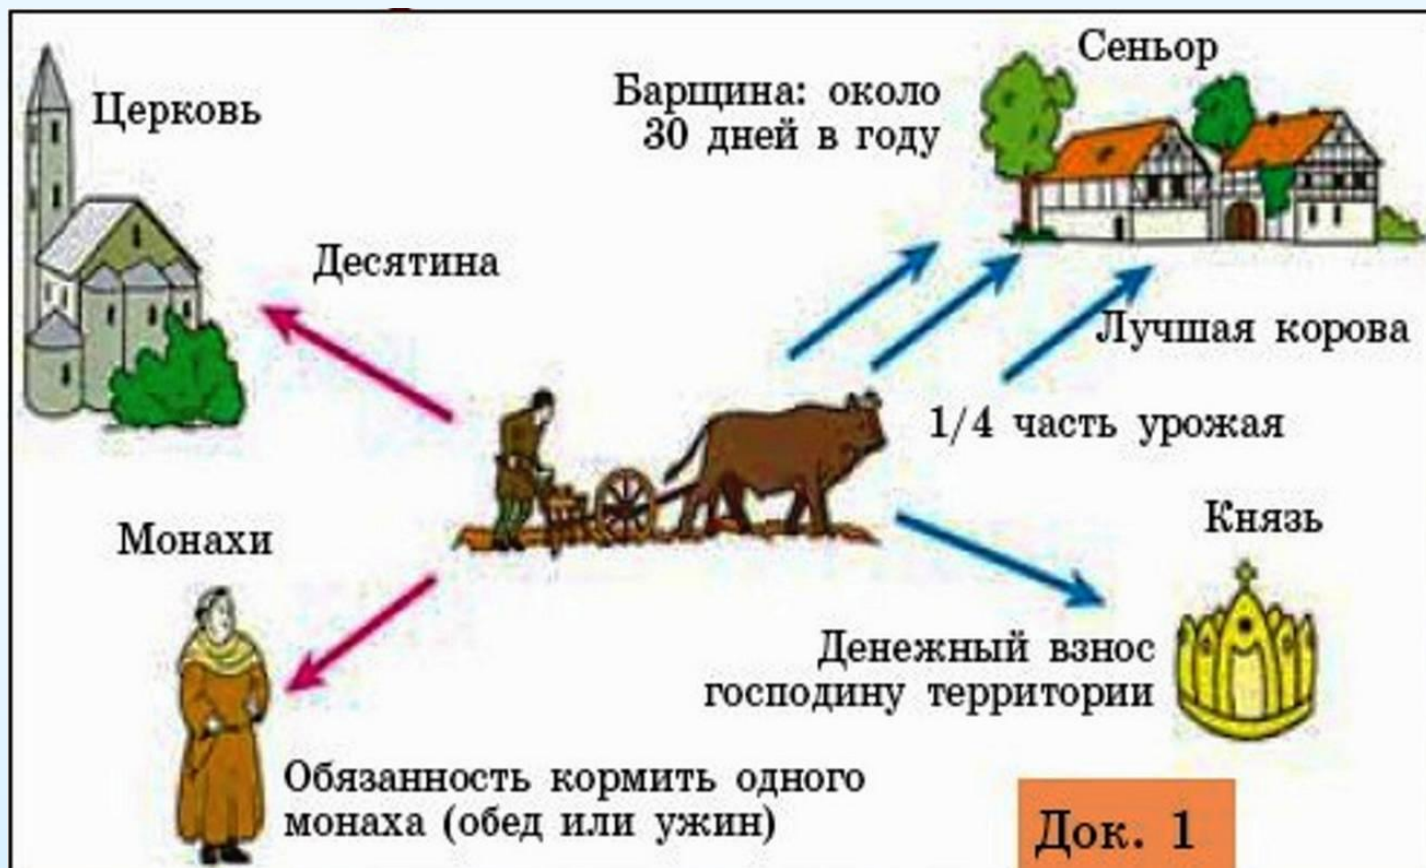 Церковь
Сеньор
Барщина: около
30 дней в году
Десятина
Лучшая корова
1/4 часть урожая
Монахи
Князь
Денежный взнос
господину территории
Обязанность кормить одного
монаха (обед или ужин)
Док. 1